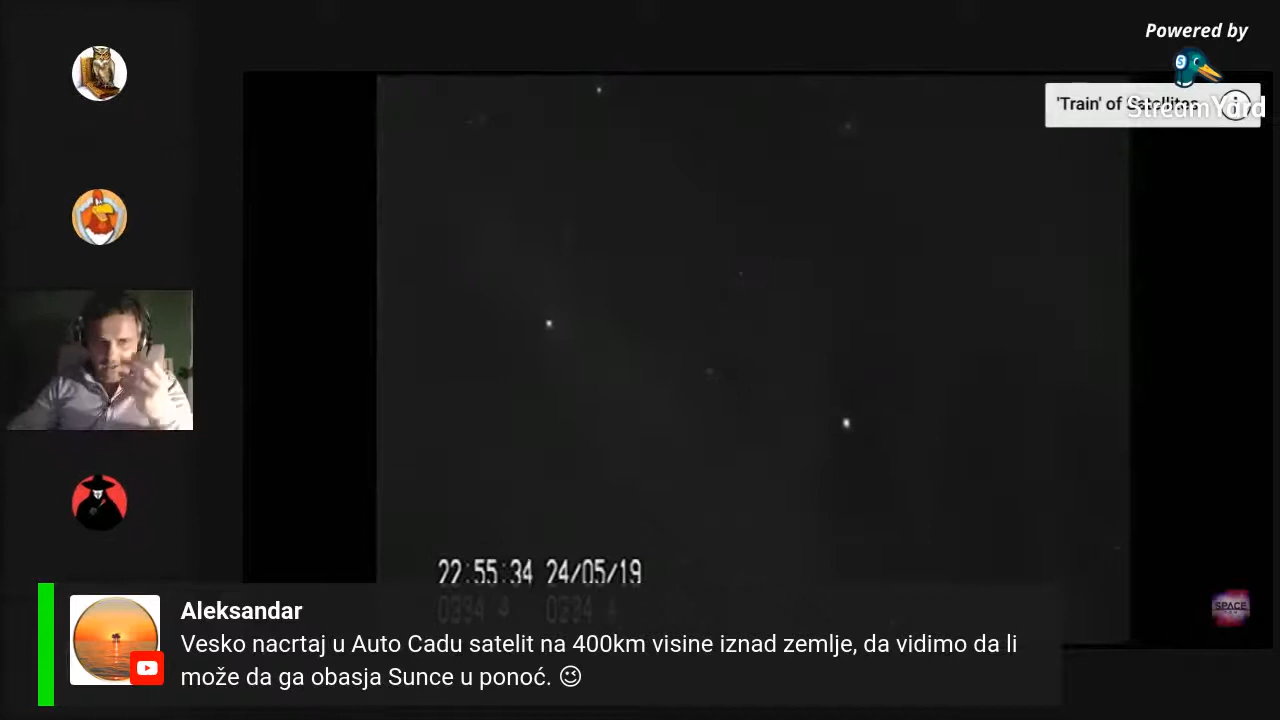 Powered by
'Train' of Satellites
StreamYard
22:55:34 24/05/19
SPACE
Aleksandar
Vesko nacrtaj u Auto Cadu satelit na 400km visine iznad zemlje, da vidimo da li
može da ga obasja Sunce u ponoć. 😉